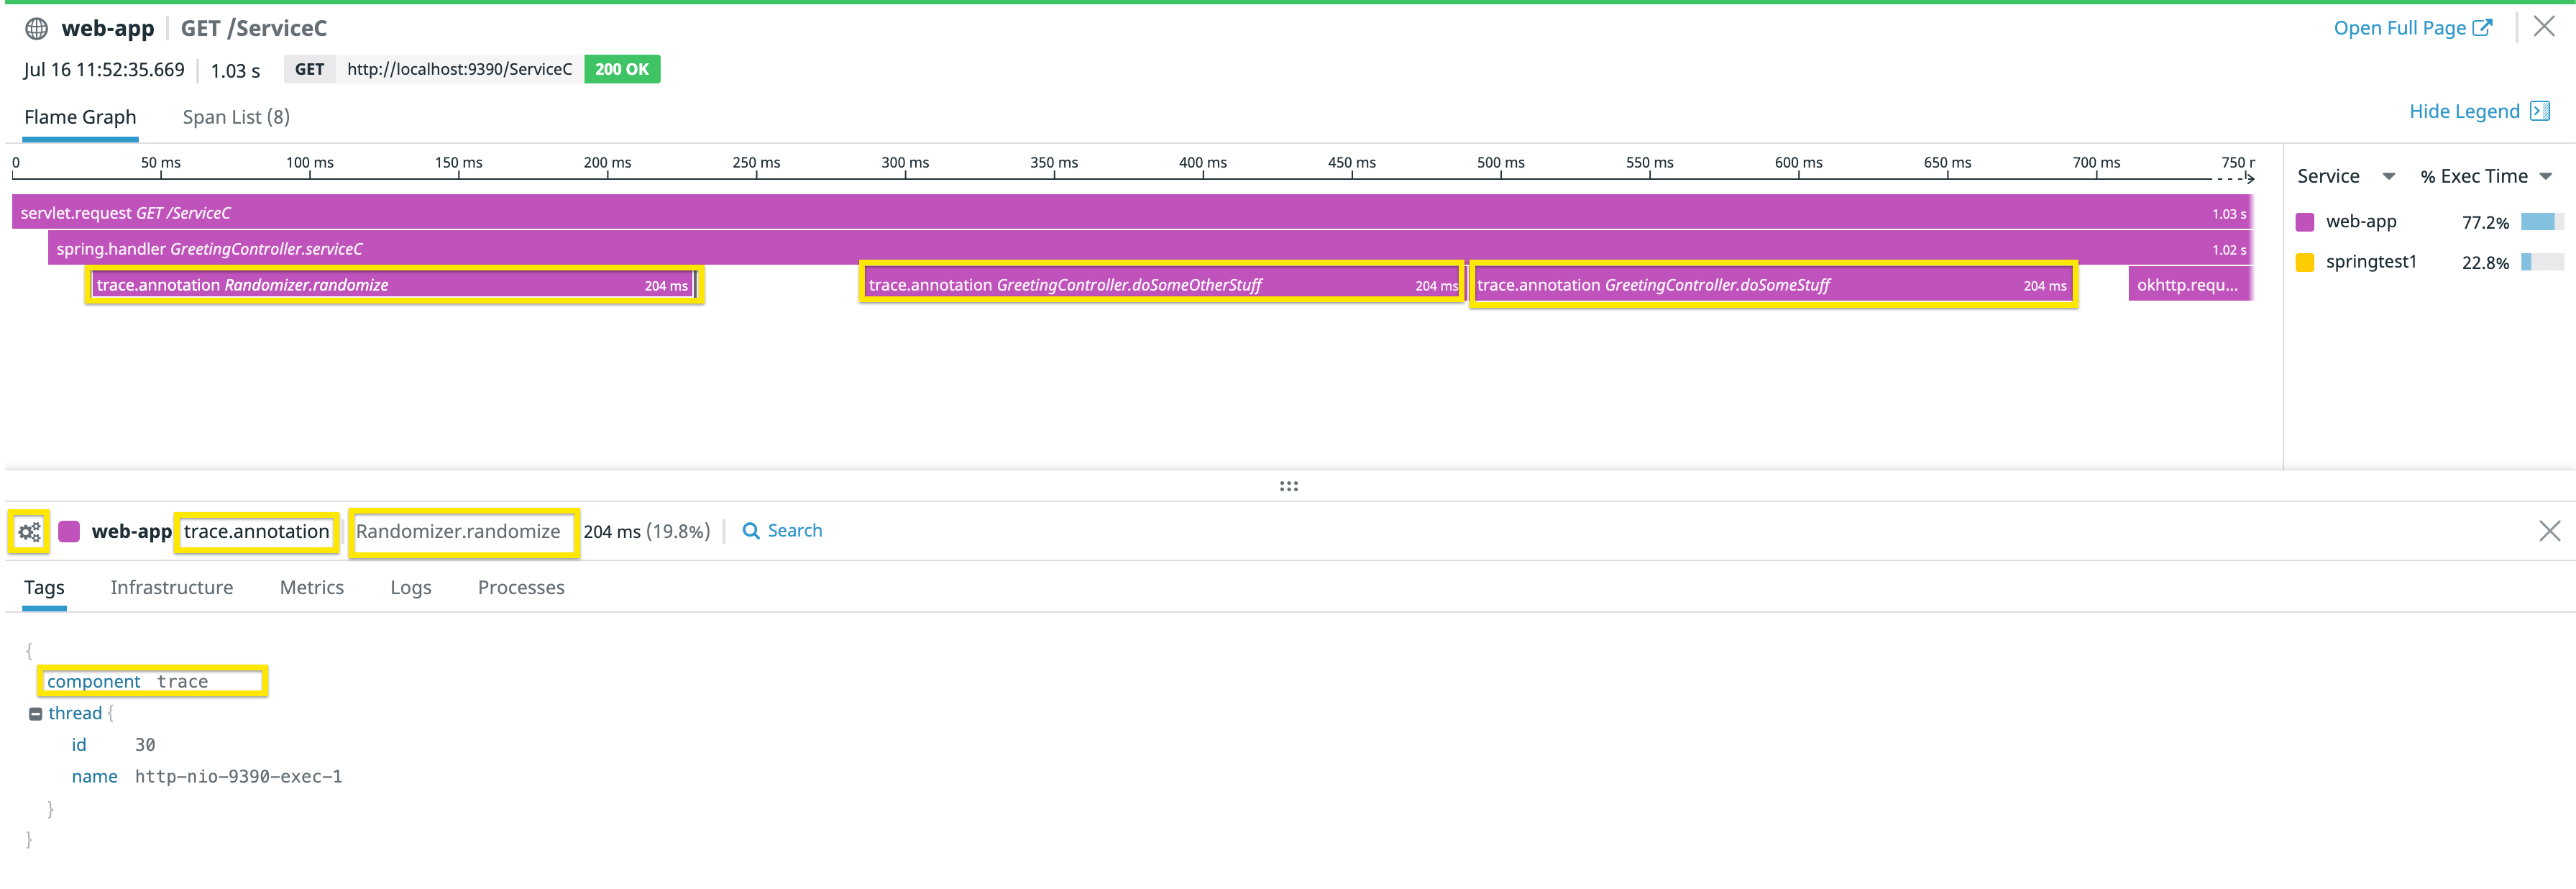 web-app GET /ServiceC Open Full Page
Jul 16 11:52:35.669 1.03 s GET http://localhost:9390/ServiceC 200 OK
Flame Graph Span List (8) Hide Legend
0 50 ms 100 ms 150 ms 200 ms 250 ms 300 ms 350 ms 400 ms 450 ms 500 ms 550 ms 600 ms 650 ms 700 ms 750 r
Service % Exec Time
servlet.request GET /ServiceC 1.03 s
web-app 77.2%
spring.handler GreetingController.serviceC 1.02 s
springtest1 22.8%
trace.annotation Randomizer.randomize 204 ms trace.annotation GreetingController.doSomeOtherStuff 204 ms trace.annotation GreetingController.doSomeStuff 204 ms okhttp.requ...
web-app trace.annotation Randomizer.randomize 204 ms (19.8%) Search
Tags Infrastructure Metrics Logs Processes
{
component trace
thread {
id 30
name http-nio-9390-exec-1
}
}